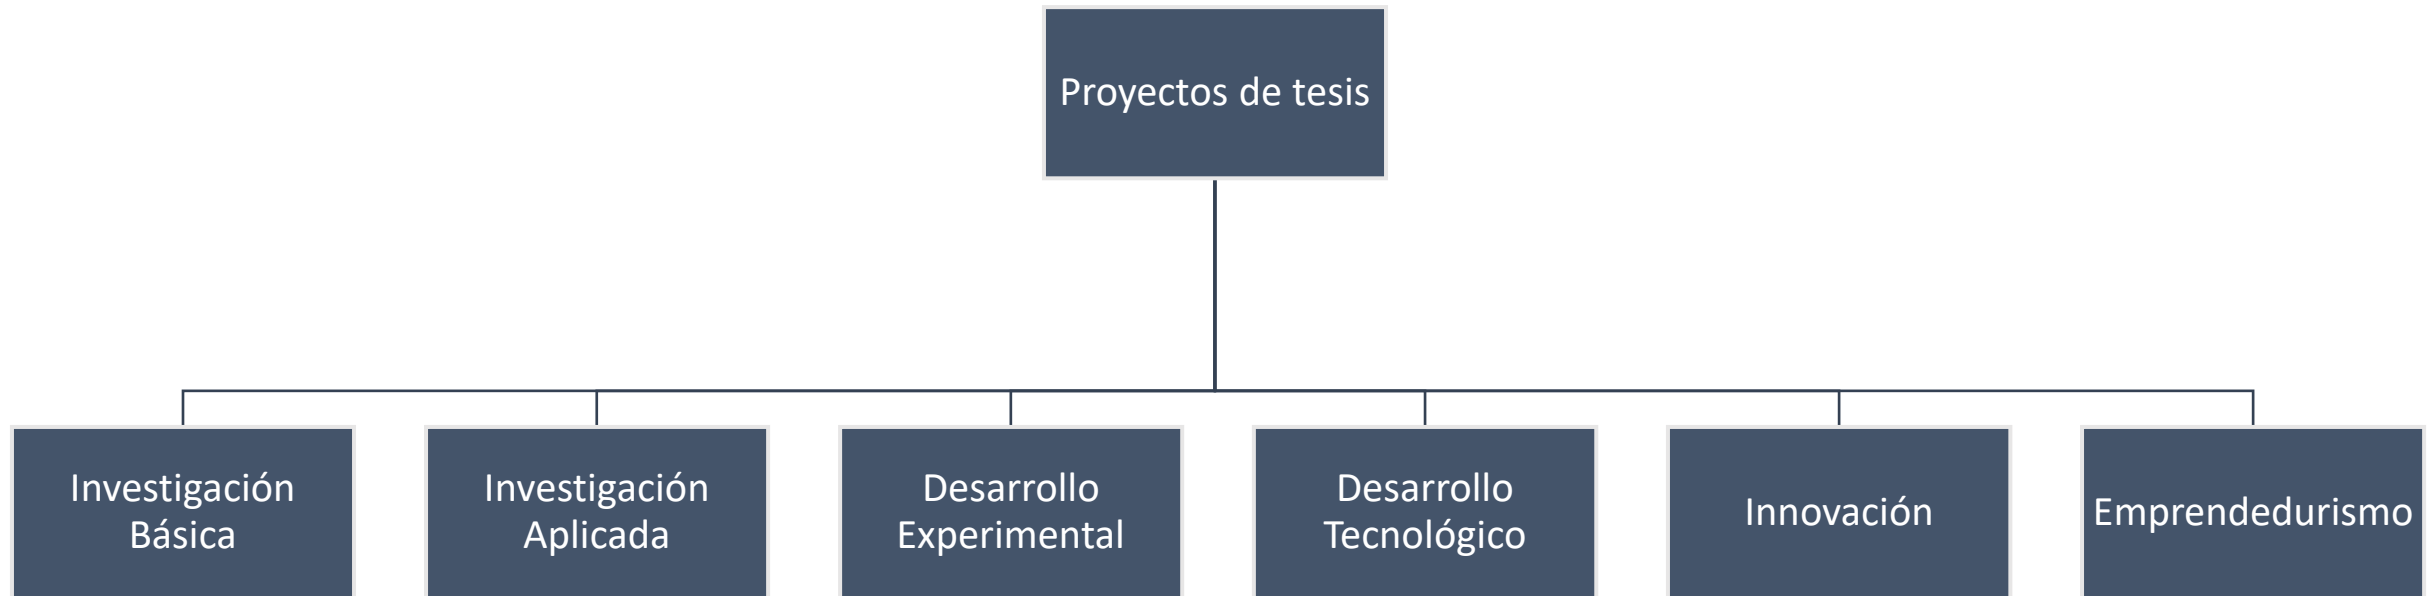 Proyectos de tesis
Investigación
Básica
Investigación
Aplicada
Desarrollo
Experimental
Desarrollo
Tecnológico
Innovación
Emprendedurismo